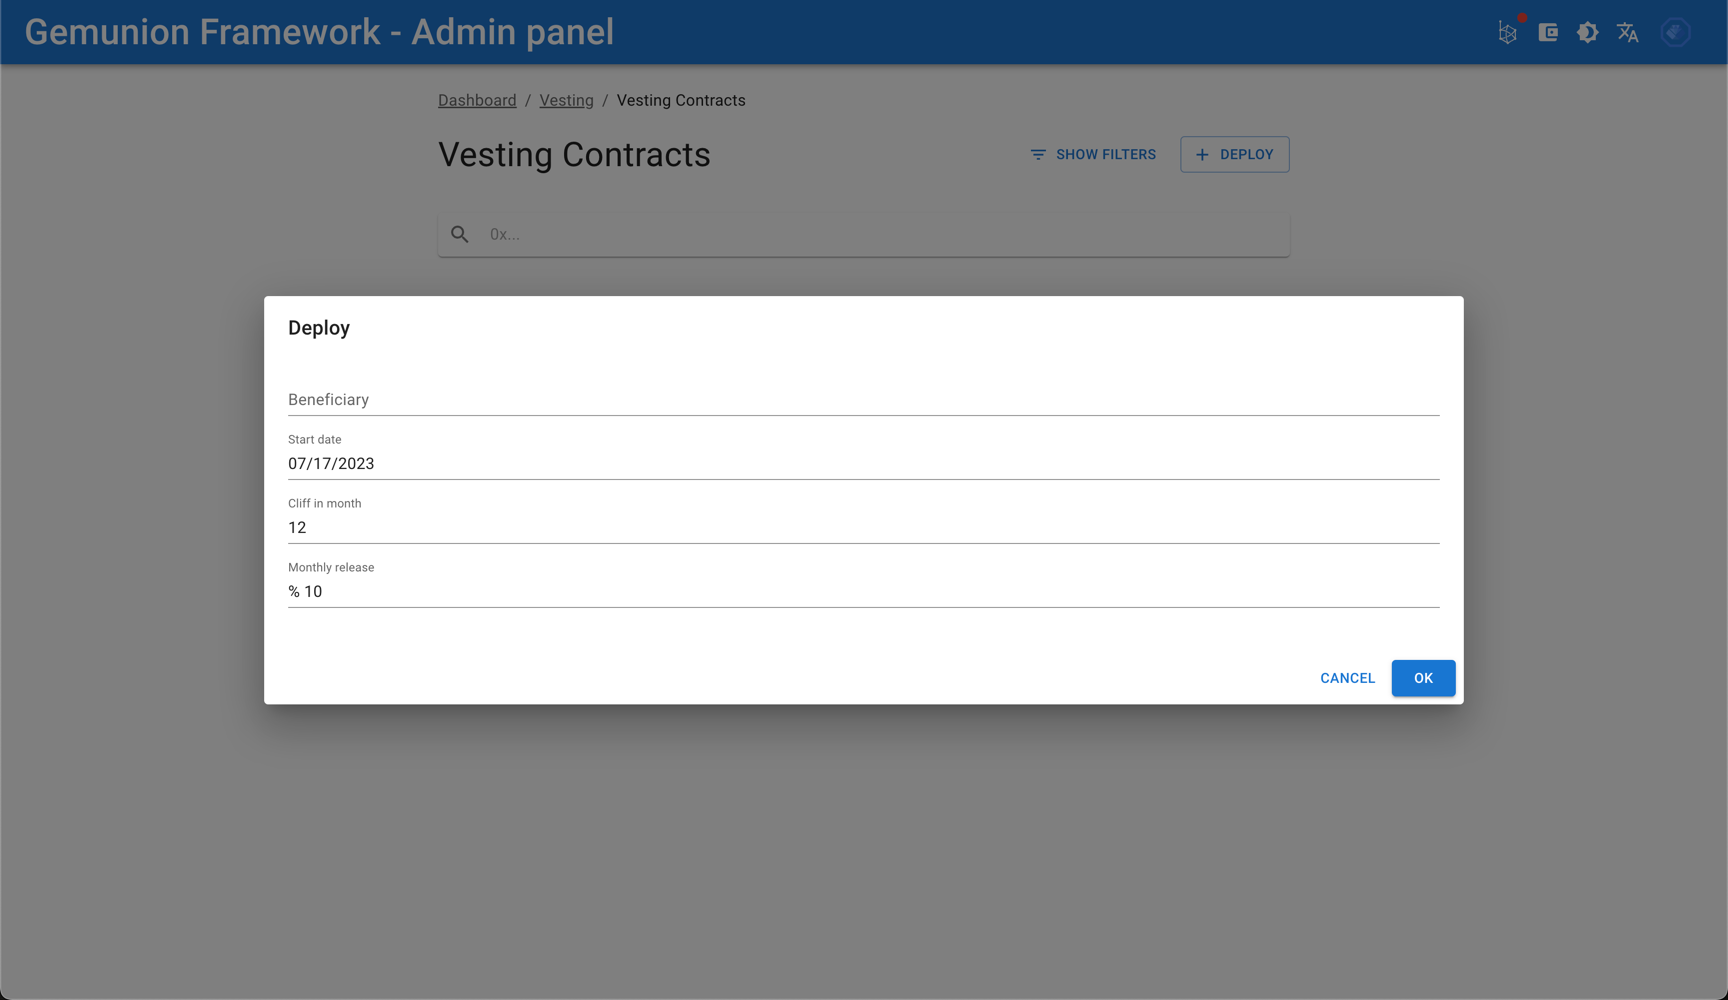 Gemunion Framework - Admin panel
Dashboard / Vesting / Vesting Contracts
Vesting Contracts
SHOW FILTERS
DEPLOY
0x...
Deploy
Beneficiary
Start date
07/17/2023
Cliff in month
12
Monthly release
% 10
CANCEL
OK